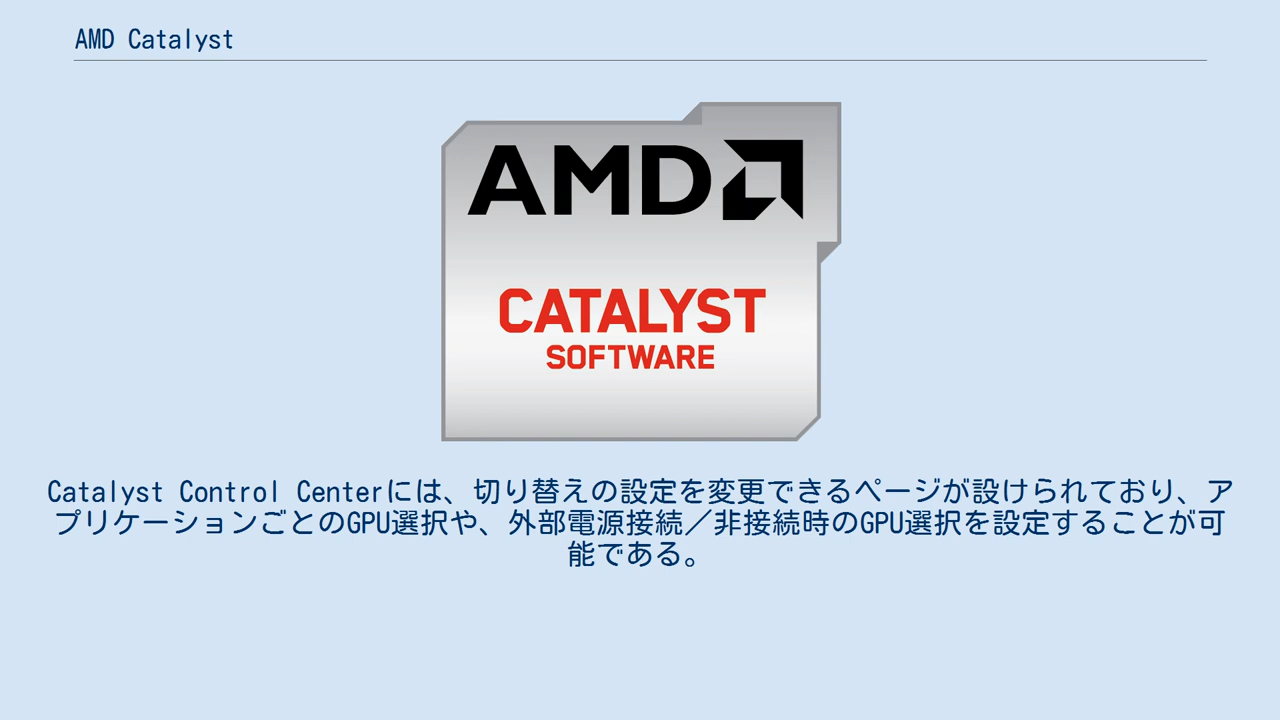 AMD Catalyst
AMD
CATALYST
SOFTWARE
Catalyst Control Centerには、切り替えの設定を変更できるページが設けられており、ア
プリケーションごとのGPU選択や、外部電源接続／非接続時のGPU選択を設定することが可
能である。